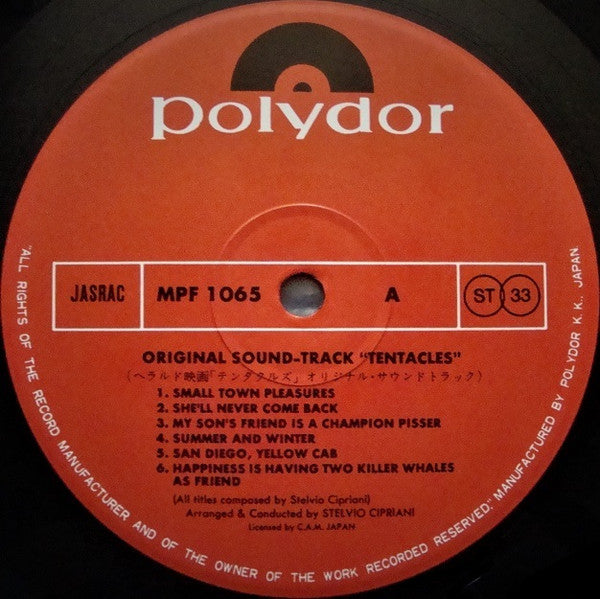 polydor
JASRAC
MPF 1065
A
ST 33
ORIGINAL SOUND-TRACK "TENTACLES"
(ヘラルド映画「テンタクルズ」オリジナル・サウンドトラック)
1. SMALL TOWN PLEASURES
2. SHE'LL NEVER COME BACK
3. MY SON'S FRIEND IS A CHAMPION PISSER
4. SUMMER AND WINTER
5. SAN DIEGO, YELLOW CAB
6. HAPPINESS IS HAVING TWO KILLER WHALES
AS FRIEND
(All titles composed by Stelvio Cipriani)
Arranged & Conducted by STELVIO CIPRIANI
Licensed by C.A.M. JAPAN
"ALL RIGHTS OF THE RECORD MANUFACTURER AND OF THE OWNER OF THE WORK RECORDED RESERVED." MANUFACTURED BY POLYDOR K. K., JAPAN